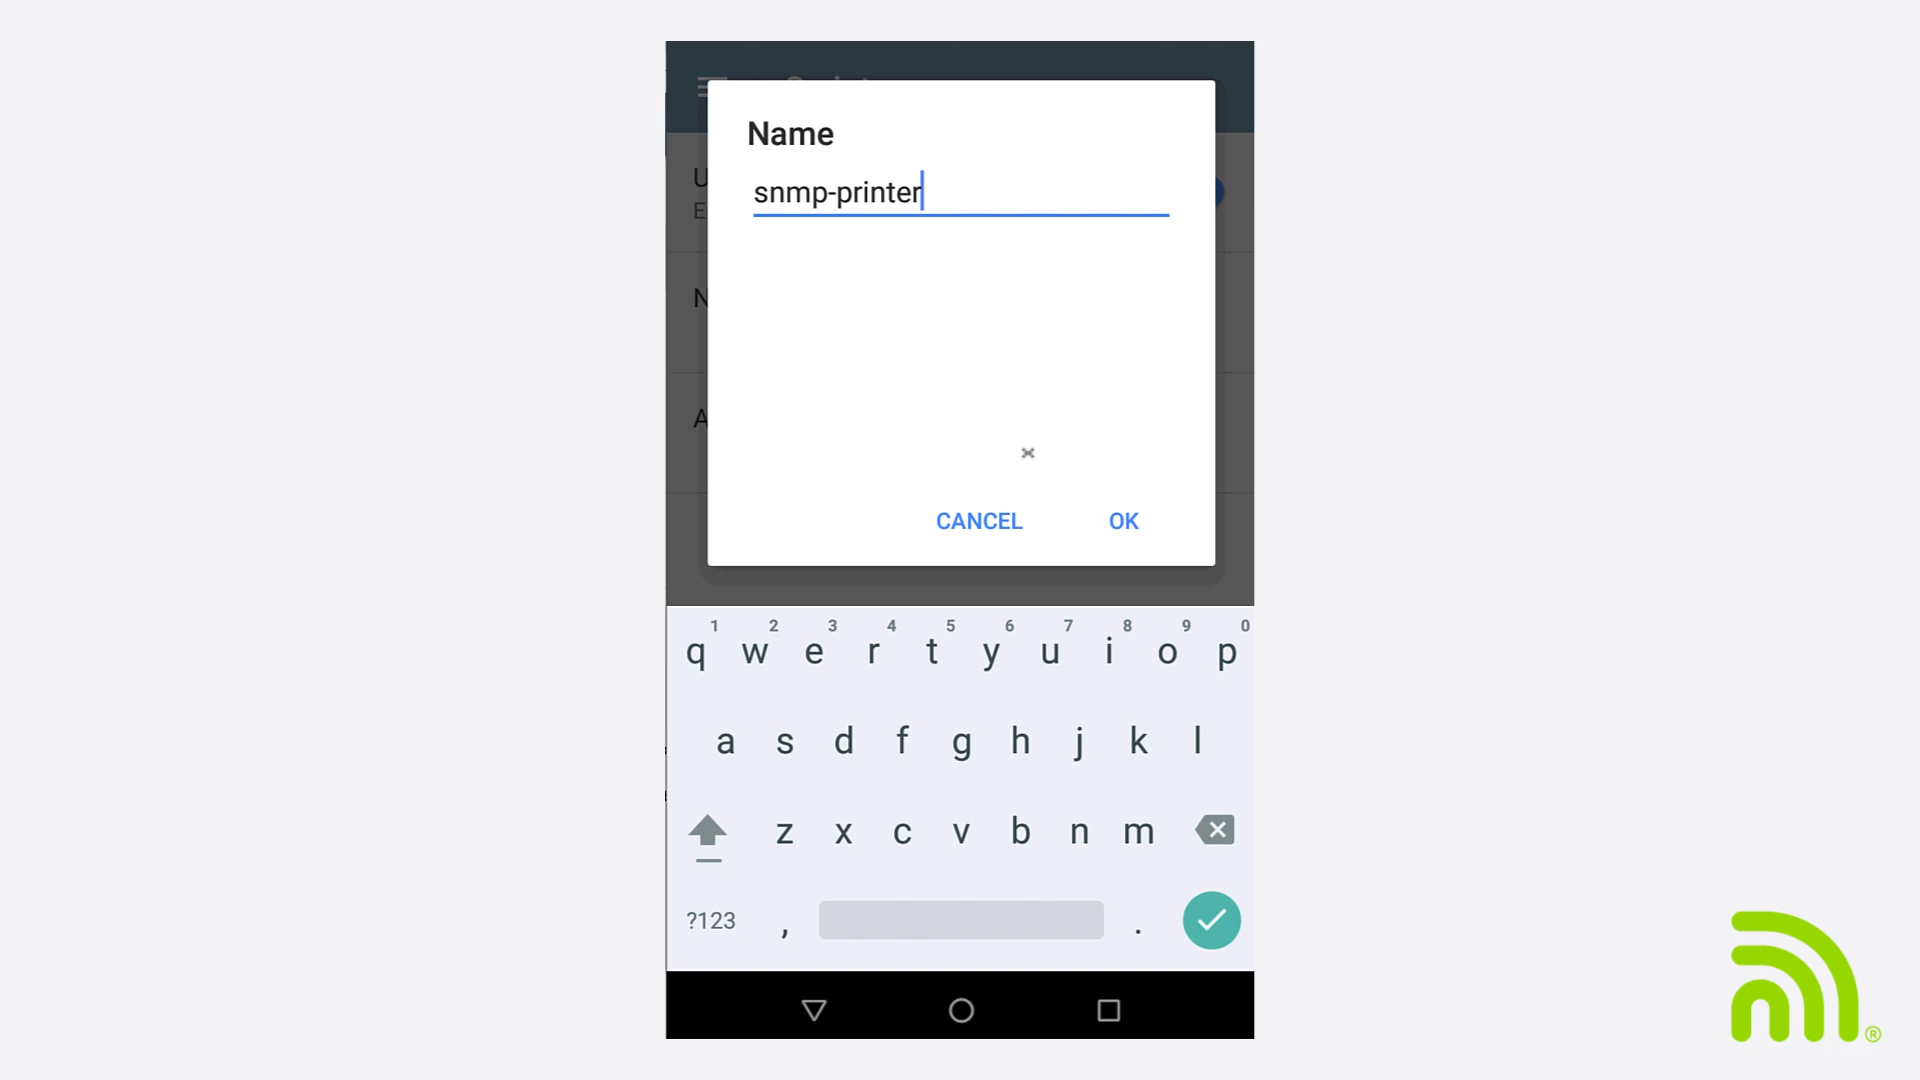 Name
snmp-printer
U
E
N
A
CANCEL OK
1 2 3 4 5 6 7 8 9 0
q w e r t y u i o p
a s d f g h j k l
z x c v b n m
?123 , .
®